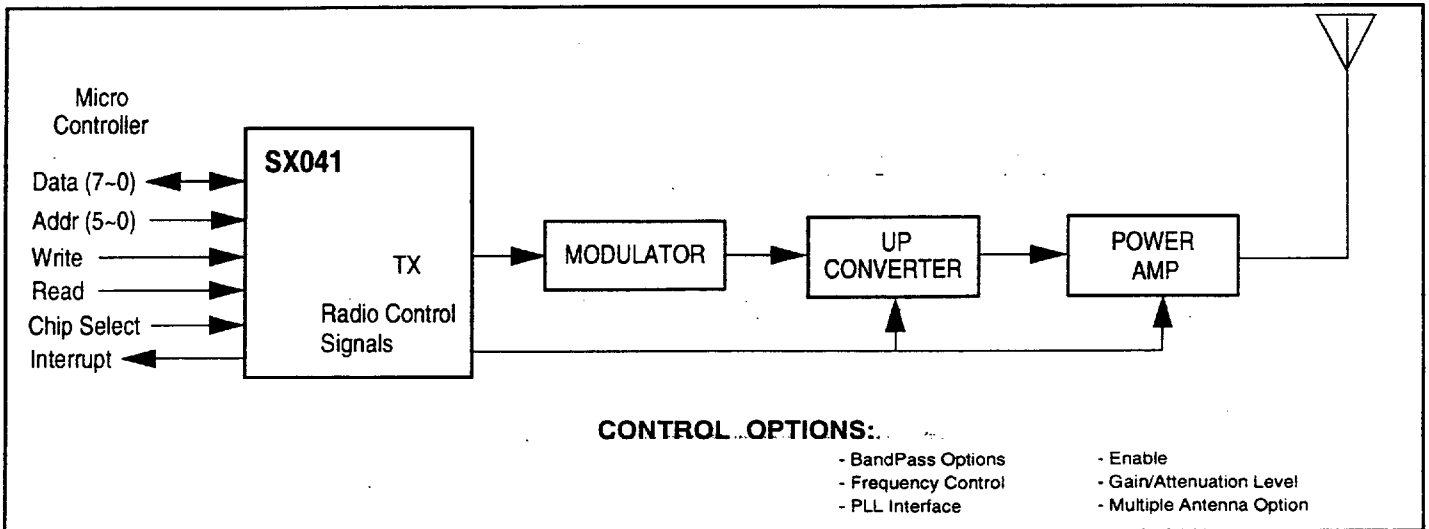 Micro
Controller
SX041
Data (7~0)
Addr (5~0)
Write
Read
Chip Select
Interrupt
TX
Radio Control
Signals
MODULATOR
UP
CONVERTER
POWER
AMP
CONTROL OPTIONS:
- BandPass Options
- Frequency Control
- PLL Interface
- Enable
- Gain/Attenuation Level
- Multiple Antenna Option